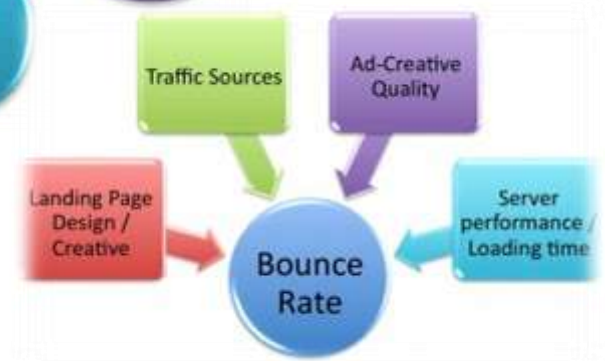 Traffic Sources
Ad-Creative
Quality
Landing Page
Design /
Creative
Server
performance /
Loading time
Bounce
Rate